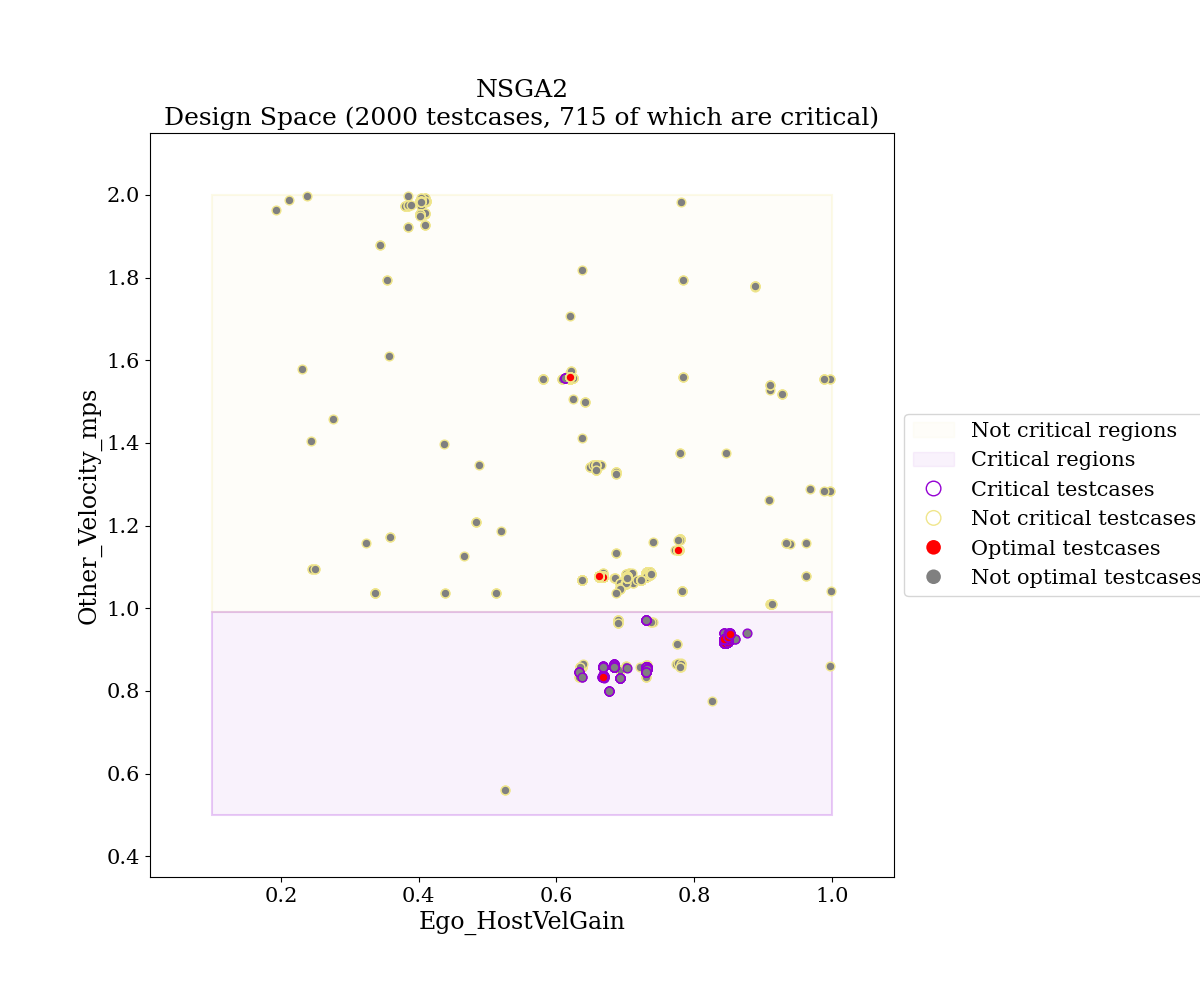 NSGA2
Design Space (2000 testcases, 715 of which are critical)
2.0
1.8
1.6
1.4
1.2
1.0
0.8
0.6
0.4
Other_Velocity_mps
0.2
0.4
0.6
0.8
1.0
Ego_HostVelGain
Not critical regions
Critical regions
Critical testcases
Not critical testcases
Optimal testcases
Not optimal testcases